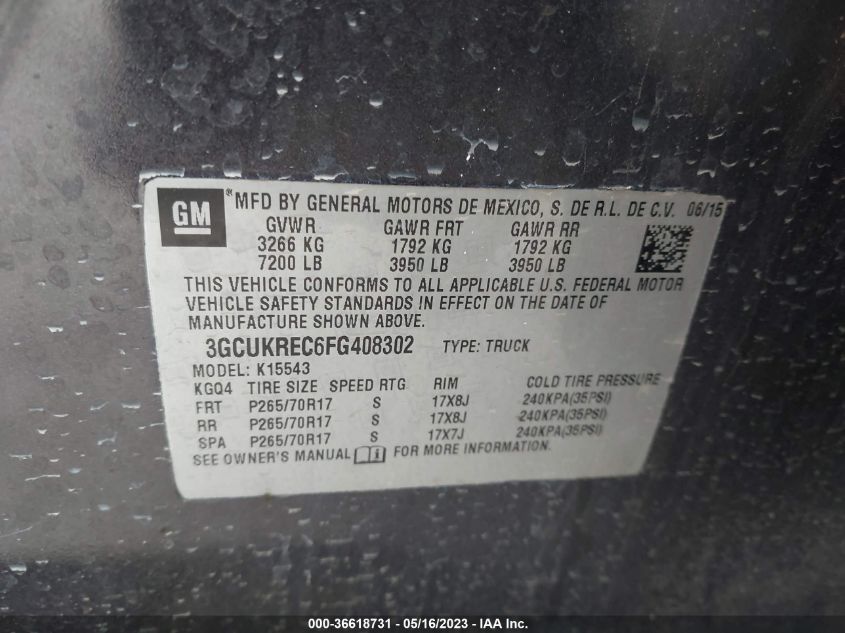 GM ® MFD BY GENERAL MOTORS DE MEXICO, S. DE R.L. DE C.V. 06/15
GVWR GAWR FRT GAWR RR
3266 KG 1792 KG 1792 KG
7200 LB 3950 LB 3950 LB
THIS VEHICLE CONFORMS TO ALL APPLICABLE U.S. FEDERAL MOTOR
VEHICLE SAFETY STANDARDS IN EFFECT ON THE DATE OF
MANUFACTURE SHOWN ABOVE.
3GCUKREC6FG408302 TYPE: TRUCK
MODEL: K15543
KGQ4 TIRE SIZE SPEED RTG RIM COLD TIRE PRESSURE
FRT P265/70R17 S 17X8J 240KPA(35PSI)
RR P265/70R17 S 17X8J 240KPA(35PSI)
SPA P265/70R17 S 17X7J 240KPA(35PSI)
SEE OWNER'S MANUAL FOR MORE INFORMATION.
000-36618731 - 05/16/2023 - IAA Inc.